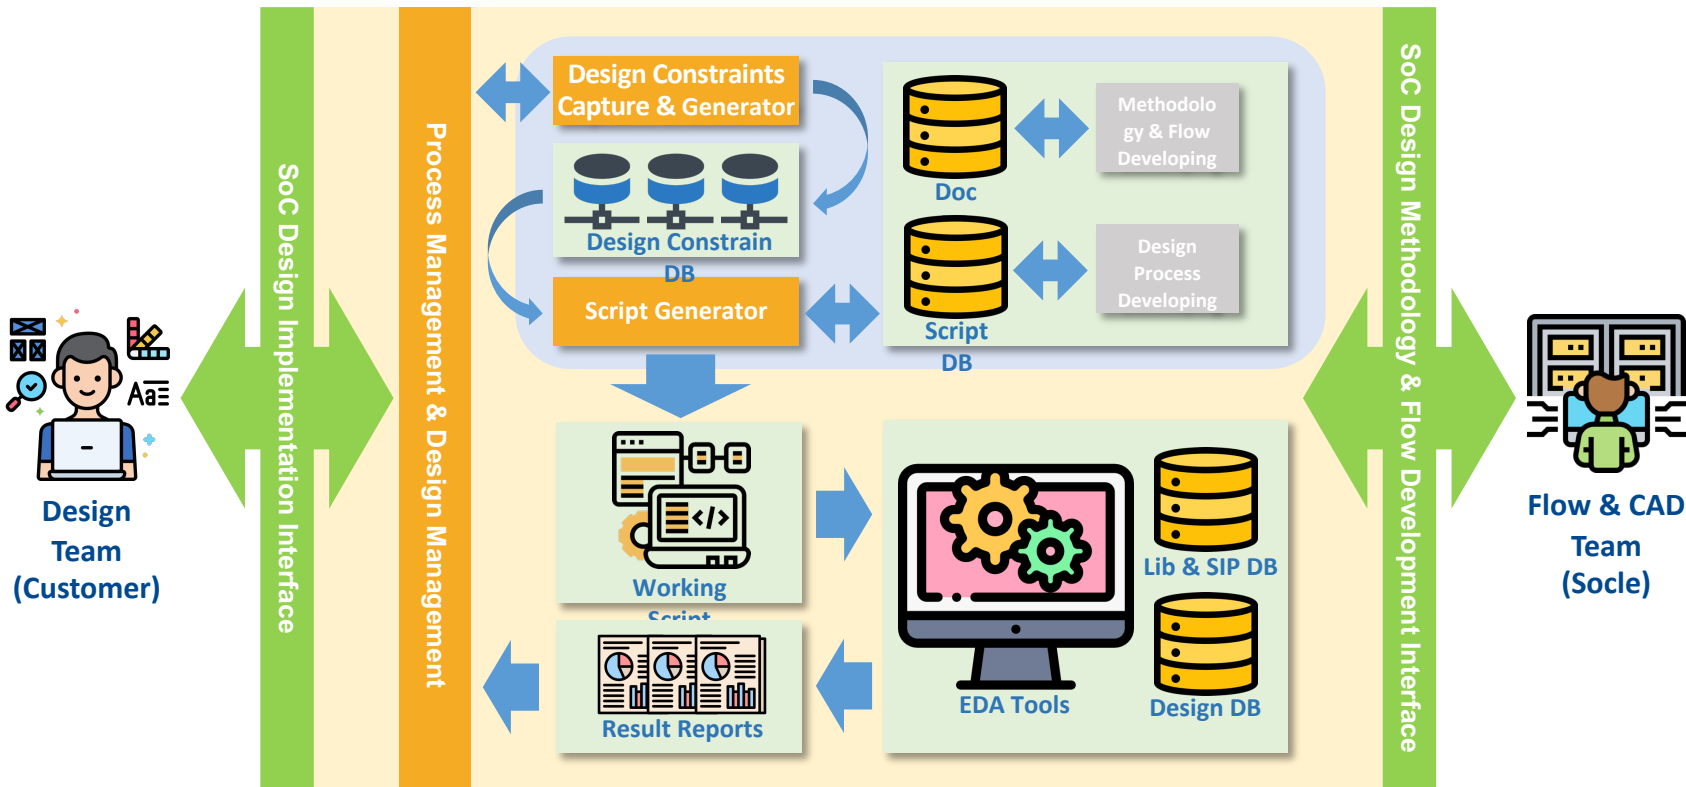 Design
Team
(Customer)
SoC Design Implementation Interface
Process Management & Design Management
Design Constraints
Capture & Generator
Design Constrain
DB
Script Generator
Doc
Methodolo
gy & Flow
Developing
Script
DB
Design
Process
Developing
Aa
Working
Script
</>
Result Reports
EDA Tools
Lib & SIP DB
Design DB
SoC Design Methodology & Flow Development Interface
Flow & CAD
Team
(Socle)